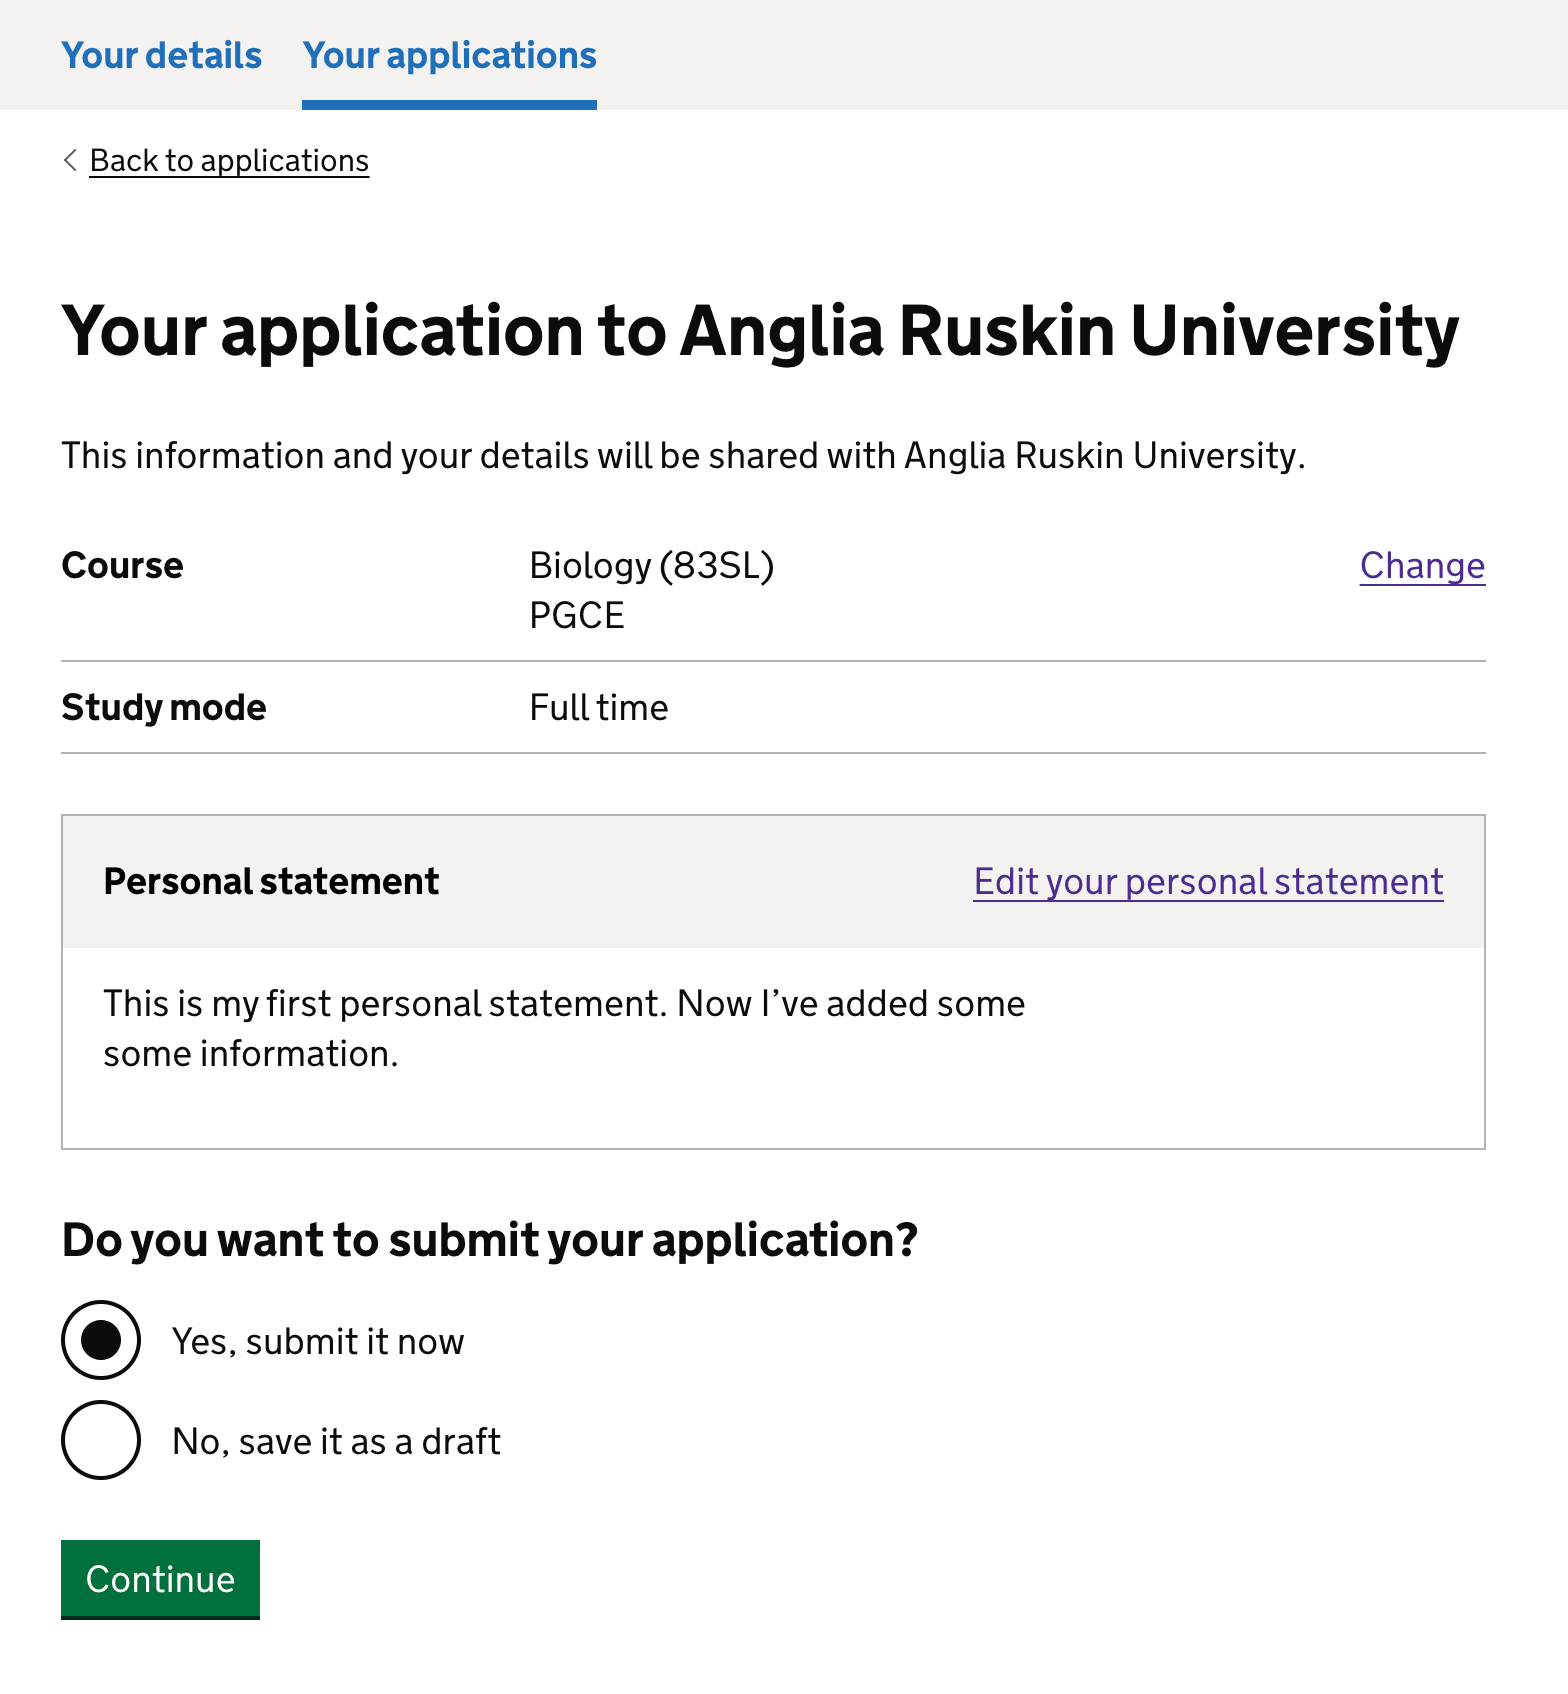 Your details Your applications
Back to applications
Your application to Anglia Ruskin University
This information and your details will be shared with Anglia Ruskin University.
Course Biology (83SL) Change
PGCE
Study mode Full time
Personal statement Edit your personal statement
This is my first personal statement. Now I’ve added some
some information.
Do you want to submit your application?
Yes, submit it now
No, save it as a draft
Continue